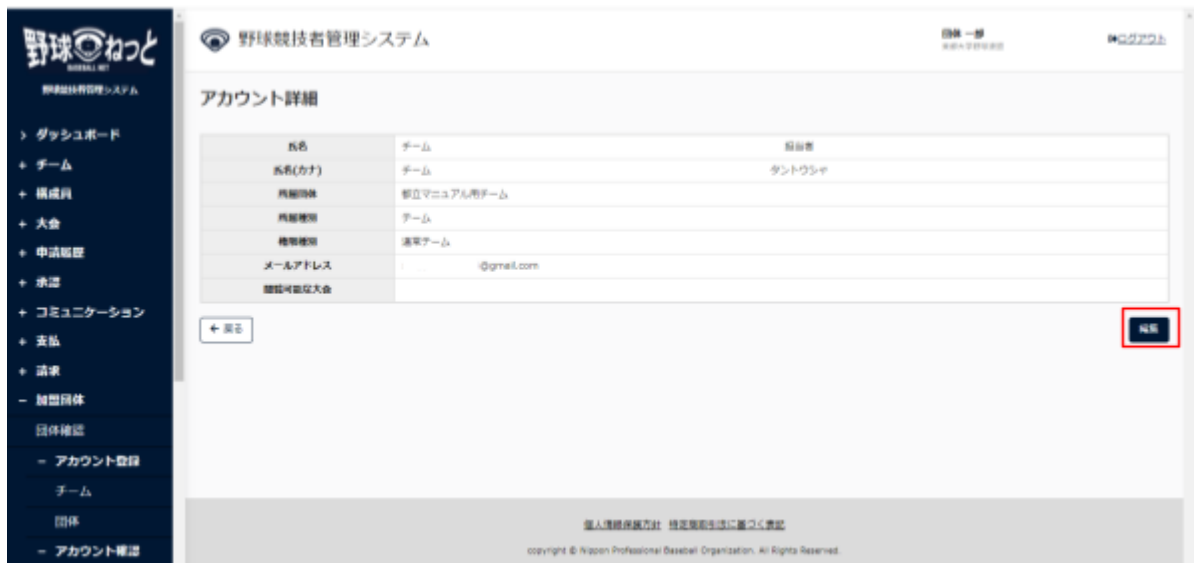 野球ねっと
BASEBALL NET
野球競技者管理システム
野球競技者管理システム
団体 一部
ログアウト
アカウント詳細
> ダッシュボード
+ チーム
+ 構成員
+ 大会
+ 申請履歴
+ 承認
+ コミュニケーション
+ 支払
+ 請求
− 加盟団体
団体確認
− アカウント登録
チーム
団体
− アカウント確認
氏名 チーム 担当者
氏名(カナ) チーム タントウシャ
所属団体 都立マニュアル用チーム
所属種別 チーム
権限種別 通常チーム
メールアドレス @gmail.com
閲覧可能な大会
← 戻る
編集
個人情報保護方針 特定商取引法に基づく表記
copyright © Nippon Professional Baseball Organization. All Rights Reserved.